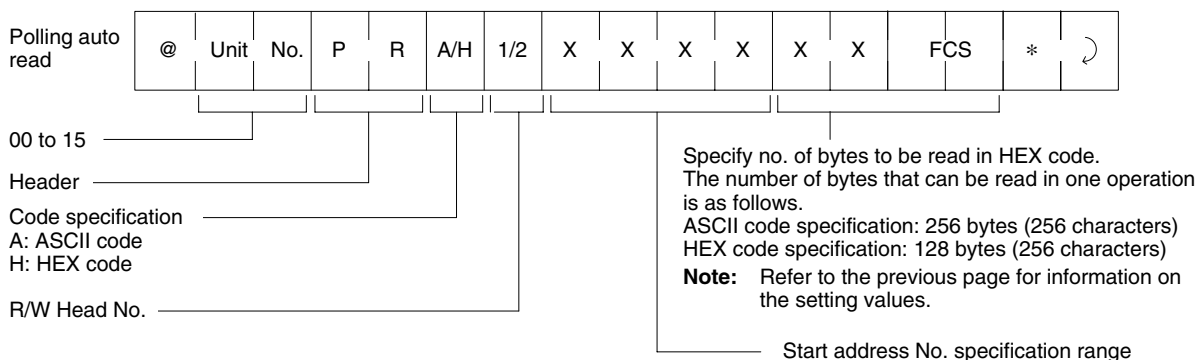 Polling auto
read
@ Unit No. P R A/H 1/2 X X X X X X FCS *
00 to 15
Header
Code specification
A: ASCII code
H: HEX code
R/W Head No.
Specify no. of bytes to be read in HEX code.
The number of bytes that can be read in one operation
is as follows.
ASCII code specification: 256 bytes (256 characters)
HEX code specification: 128 bytes (256 characters)
Note: Refer to the previous page for information on
the setting values.
Start address No. specification range